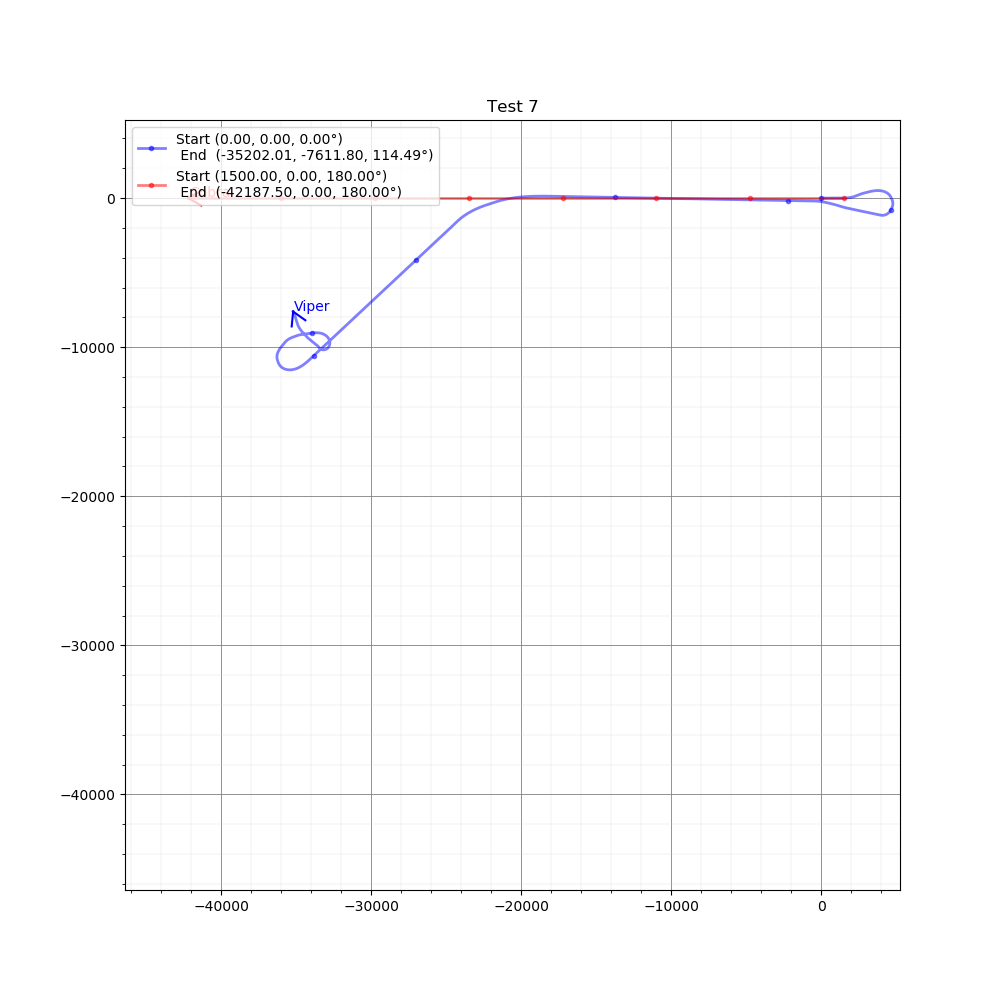 Test 7
Start (0.00, 0.00, 0.00°)
End (-35202.01, -7611.80, 114.49°)
Start (1500.00, 0.00, 180.00°)
End (-42187.50, 0.00, 180.00°)
0
Viper
−10000
−20000
−30000
−40000
−40000 −30000 −20000 −10000 0